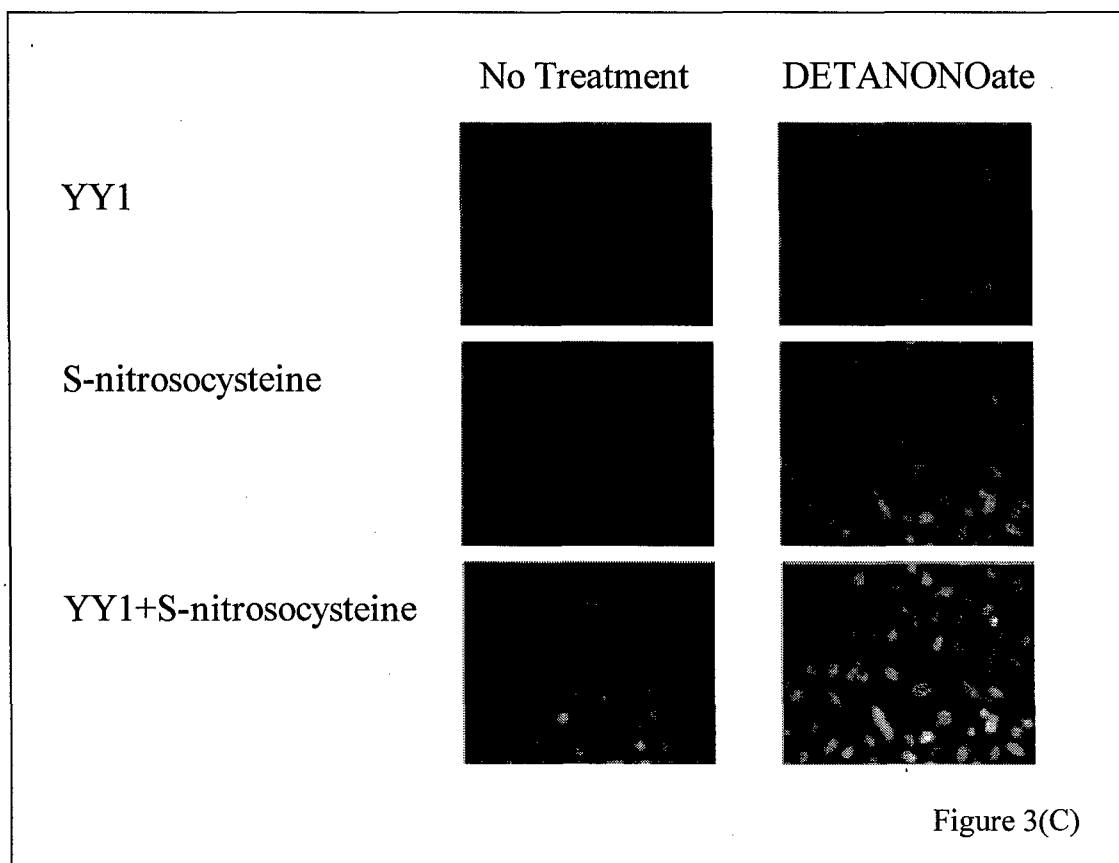 No Treatment DETANONOate
YY1
S-nitrosocysteine
YY1+S-nitrosocysteine
Figure 3(C)